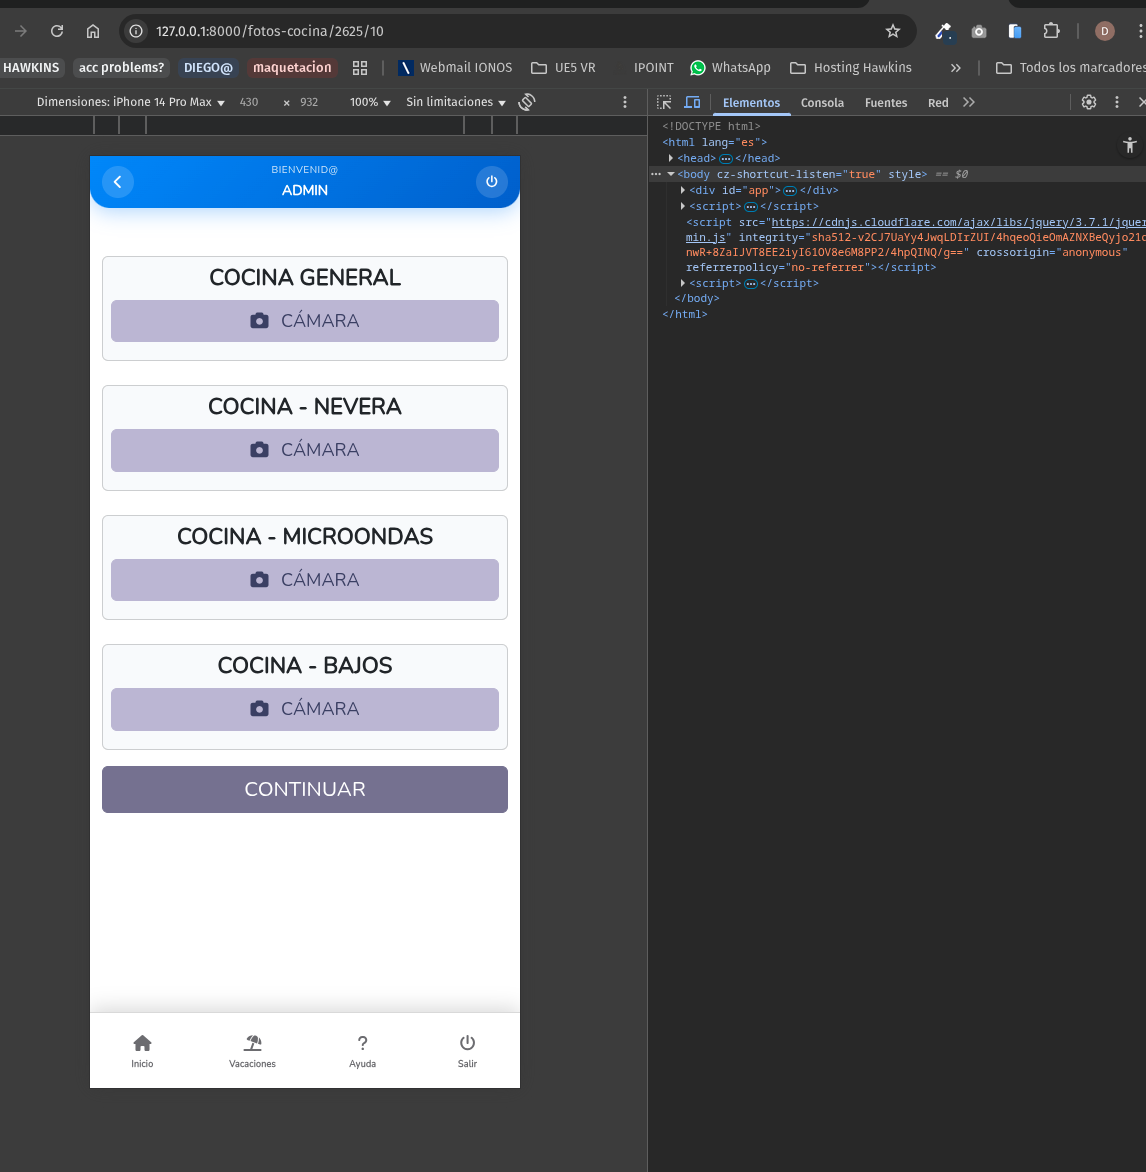 127.0.0.1:8000/fotos-cocina/2625/10
D
HAWKINS acc problems? DIEGO@ maquetacion Webmail IONOS UE5 VR IPOINT WhatsApp Hosting Hawkins » Todos los marcadores
Dimensiones: iPhone 14 Pro Max ▼ 430 × 932 100% ▼ Sin limitaciones ▼
Elementos Consola Fuentes Red »
BIENVENID@
ADMIN
COCINA GENERAL
CÁMARA
COCINA - NEVERA
CÁMARA
COCINA - MICROONDAS
CÁMARA
COCINA - BAJOS
CÁMARA
CONTINUAR
Inicio Vacaciones Ayuda Salir
<!DOCTYPE html>
<html lang="es">
<head>…</head>
<body cz-shortcut-listen="true" style> == $0
<div id="app">…</div>
<script>…</script>
<script src="https://cdnjs.cloudflare.com/ajax/libs/jquery/3.7.1/jquer
min.js" integrity="sha512-v2CJ7UaYy4JwqLDIrZUI/4hqeoQieOmAZNXBeQyjo21d
nwR+8ZaIJVT8EE2iyI61OV8e6M8PP2/4hpQINQ/g==" crossorigin="anonymous"
referrerpolicy="no-referrer"></script>
<script>…</script>
</body>
</html>